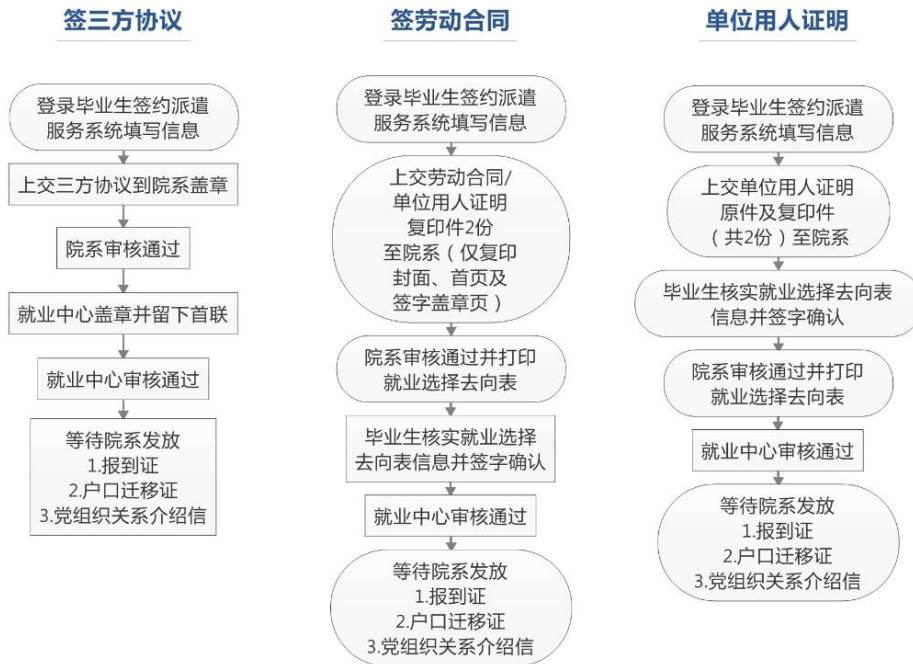 签三方协议
登录毕业生签约派遣
服务系统填写信息
上交三方协议到院系盖章
院系审核通过
就业中心盖章并留下首联
就业中心审核通过
等待院系发放
1.报到证
2.户口迁移证
3.党组织关系介绍信
签劳动合同
登录毕业生签约派遣
服务系统填写信息
上交劳动合同/
单位用人证明
复印件2份
至院系（仅复印
封面、首页及
签字盖章页）
院系审核通过并打印
就业选择去向表
毕业生核实就业选择
去向表信息并签字确认
就业中心审核通过
等待院系发放
1.报到证
2.户口迁移证
3.党组织关系介绍信
单位用人证明
登录毕业生签约派遣
服务系统填写信息
上交单位用人证明
原件及复印件
（共2份）至院系
毕业生核实就业选择去向表
信息并签字确认
院系审核通过并打印
就业选择去向表
就业中心审核通过
等待院系发放
1.报到证
2.户口迁移证
3.党组织关系介绍信